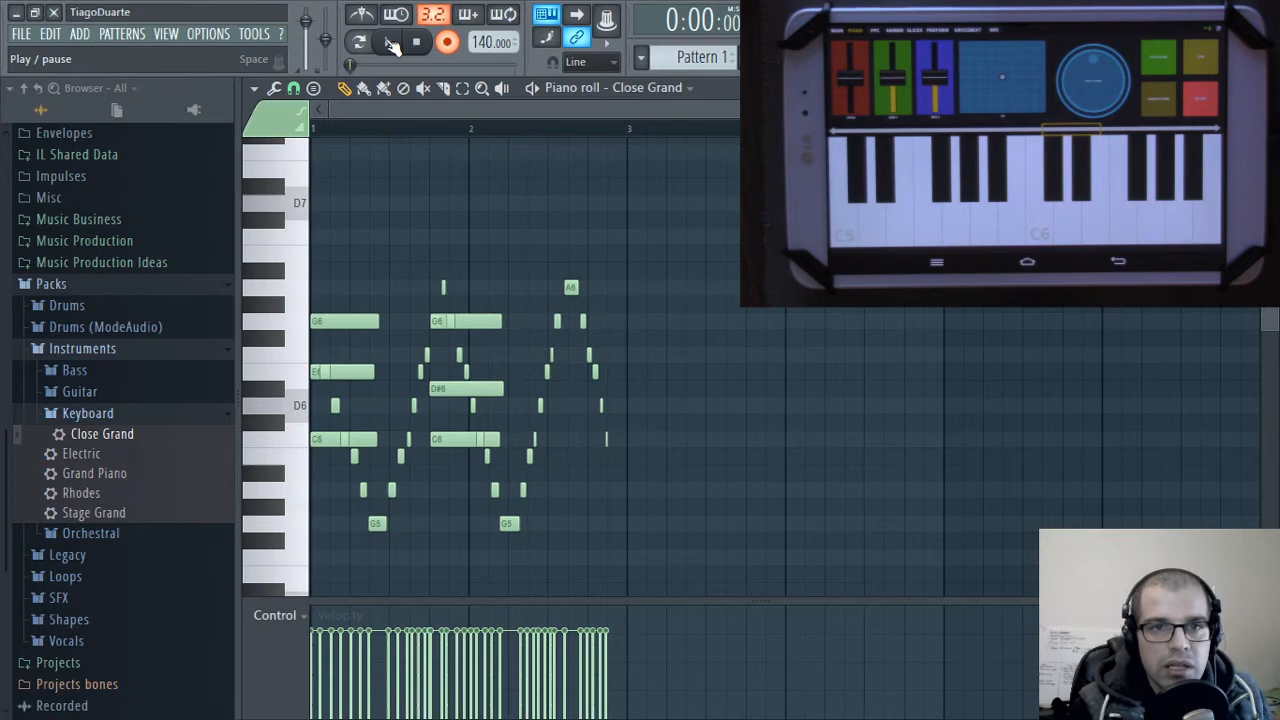 TiagoDuarte
FILE EDIT ADD PATTERNS VIEW OPTIONS TOOLS ?
Play / pause Space
3.2.
140.000
0:00:
M:S
Line
Pattern 1
Browser - All
Piano roll - Close Grand
1 2 3
Envelopes
IL Shared Data
Impulses
Misc
Music Business
Music Production
Music Production Ideas
Packs
Drums
Drums (ModeAudio)
Instruments
Bass
Guitar
Keyboard
Close Grand
Electric
Grand Piano
Rhodes
Stage Grand
Orchestral
Legacy
Loops
SFX
Shapes
Vocals
Projects
Projects bones
Recorded
D7
D6
A6
G6 G6
D#6
C6 C6
G5 G5
Control Velocity
C5 C6
LG